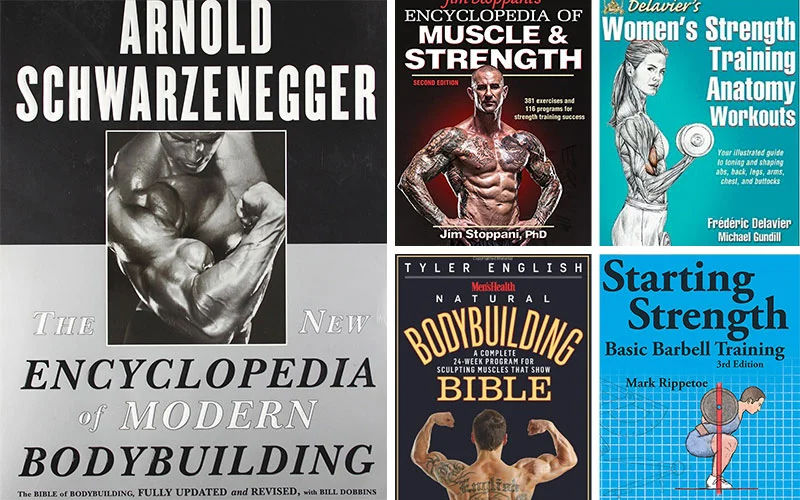 ARNOLD
SCHWARZENEGGER
THE NEW
ENCYCLOPEDIA
of MODERN
BODYBUILDING
THE BIBLE OF BODYBUILDING, FULLY UPDATED and REVISED, with BILL DOBBINS
Jim Stoppani's
ENCYCLOPEDIA OF
MUSCLE &
STRENGTH
SECOND EDITION
381 exercises and
116 programs for
strength training success
Jim Stoppani, PhD
Delavier's
Women's Strength
Training
Anatomy
Workouts
Your illustrated guide
to toning and shaping
abs, back, legs, arms,
chest, and buttocks
Frédéric Delavier
Michael Gundill
TYLER ENGLISH
Men'sHealth
NATURAL
BODYBUILDING
A COMPLETE
24-WEEK PROGRAM FOR
SCULPTING MUSCLES THAT SHOW
BIBLE
Starting
Strength
Basic Barbell Training
3rd Edition
Mark Rippetoe